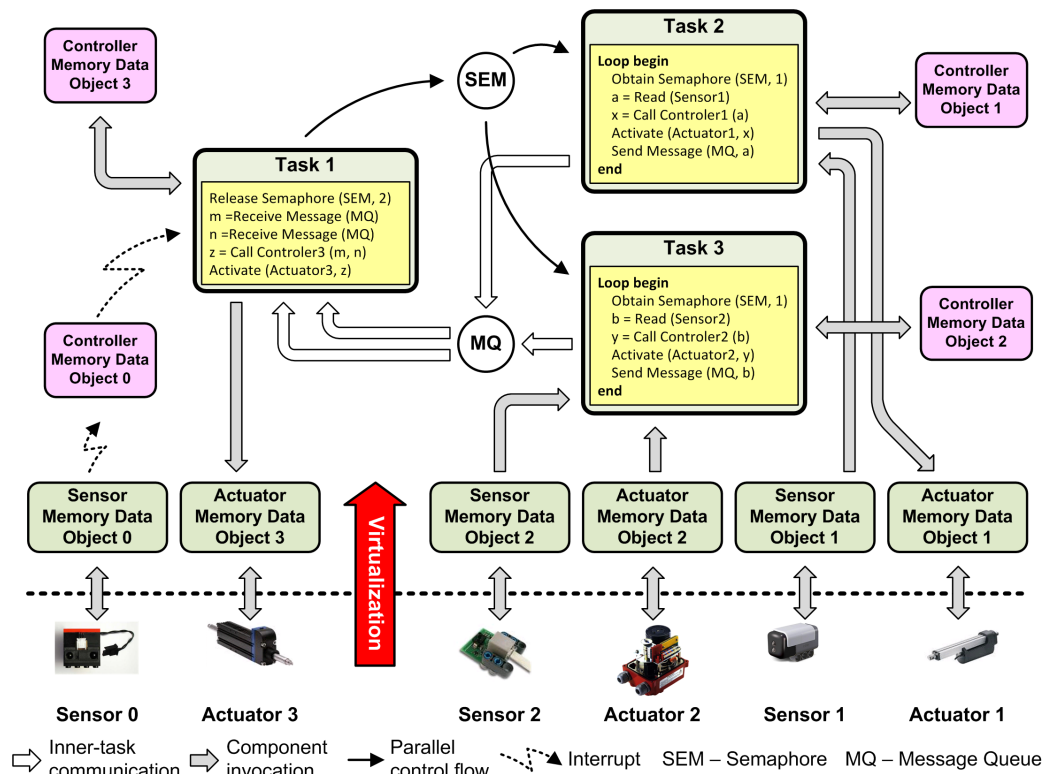 Controller
Memory Data
Object 3
SEM
Task 2
Loop begin
Obtain Semaphore (SEM, 1)
a = Read (Sensor1)
x = Call Controler1 (a)
Activate (Actuator1, x)
Send Message (MQ, a)
end
Controller
Memory Data
Object 1
Task 1
Release Semaphore (SEM, 2)
m =Receive Message (MQ)
n =Receive Message (MQ)
z = Call Controler3 (m, n)
Activate (Actuator3, z)
Task 3
Loop begin
Obtain Semaphore (SEM, 1)
b = Read (Sensor2)
y = Call Controler2 (b)
Activate (Actuator2, y)
Send Message (MQ, b)
end
Controller
Memory Data
Object 2
Controller
Memory Data
Object 0
MQ
Sensor
Memory Data
Object 0
Actuator
Memory Data
Object 3
Virtualization
Sensor
Memory Data
Object 2
Actuator
Memory Data
Object 2
Sensor
Memory Data
Object 1
Actuator
Memory Data
Object 1
Sensor 0
Actuator 3
Sensor 2
Actuator 2
Sensor 1
Actuator 1
Inner-task
communication
Component
invocation
Parallel
control flow
Interrupt
SEM – Semaphore
MQ – Message Queue